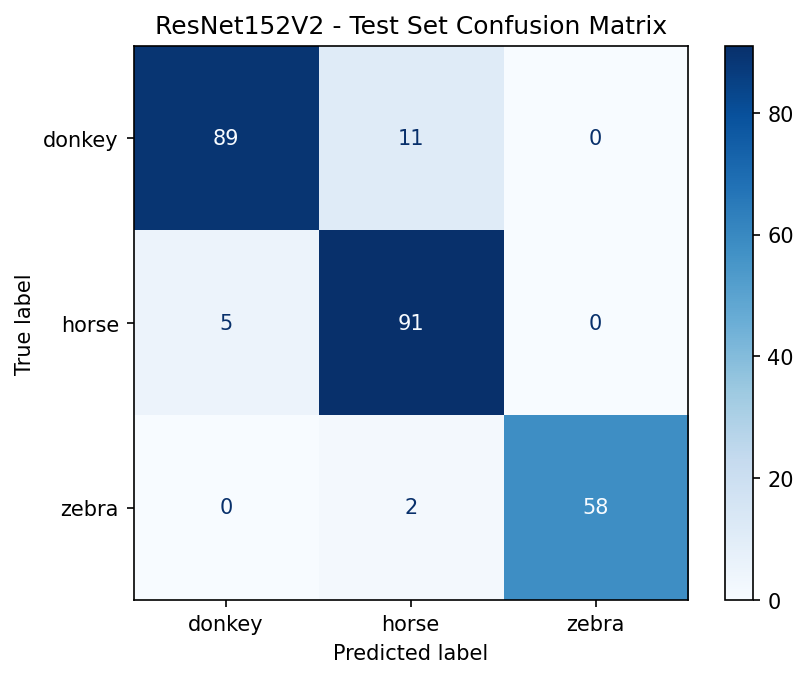 ResNet152V2 - Test Set Confusion Matrix
donkey 89 11 0
horse 5 91 0
zebra 0 2 58
donkey horse zebra
Predicted label
True label
80
60
40
20
0